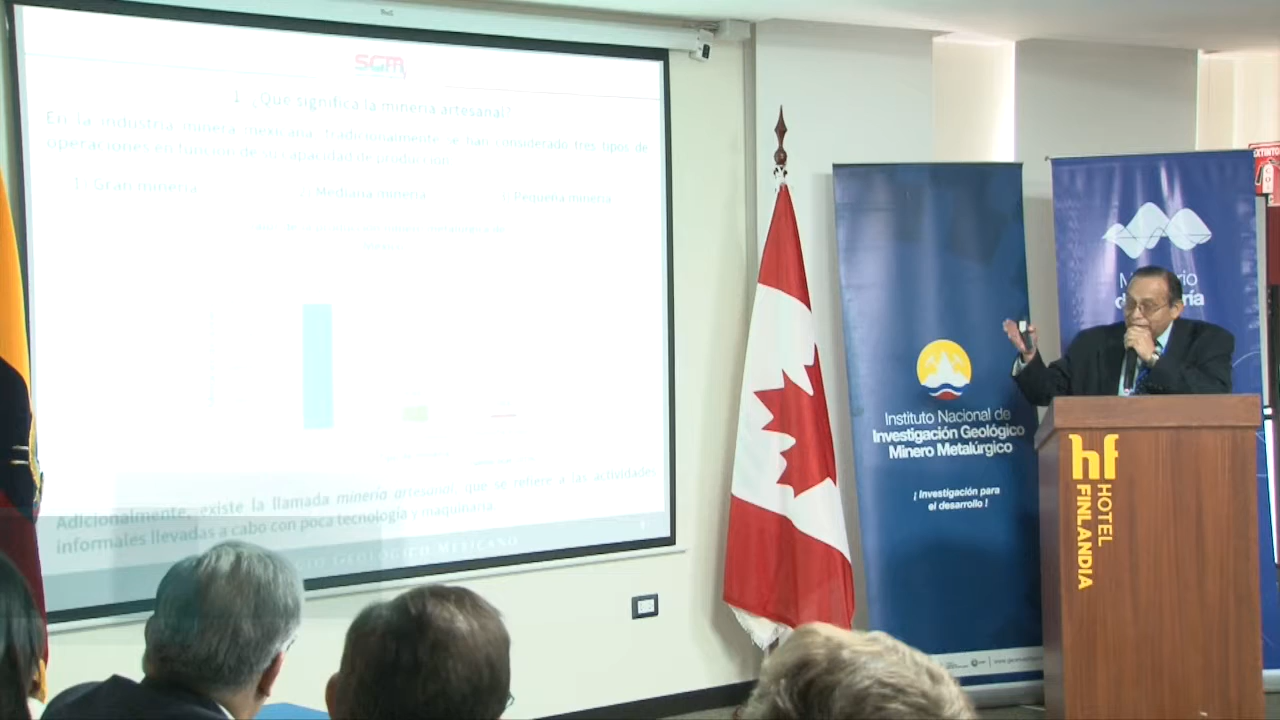 SGM
1. ¿Qué significa la minería artesanal?
En la industria minera mexicana, tradicionalmente se han considerado tres tipos de
operaciones en función de su capacidad de producción
1.- Gran minería
2.- Mediana minería
3.- Pequeña minería
Adicionalmente, existe la llamada minería artesanal, que se refiere a las actividades
informales llevadas a cabo con poca tecnología y maquinaria.
GEOLÓGICO MEXICANO
Instituto Nacional de
Investigación Geológico
Minero Metalúrgico
¡ Investigación para
el desarrollo !
hf
HOTEL
FINLANDIA